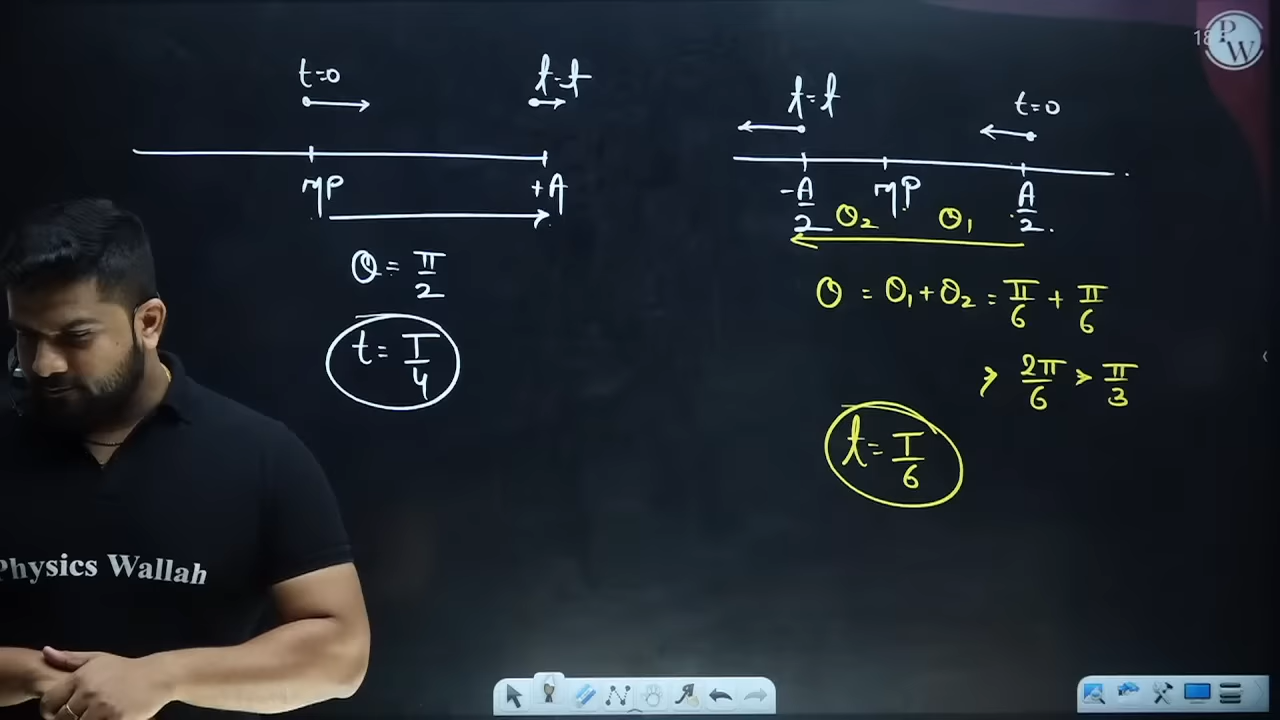 18
PW
t=0
t=t
MP
+A
θ = π/2
t = T/4
t=t
t=0
-A/2
MP
A/2
θ₂
θ₁
θ = θ₁ + θ₂ = π/6 + π/6
⇒ 2π/6 ⇒ π/3
t = T/6
Physics Wallah